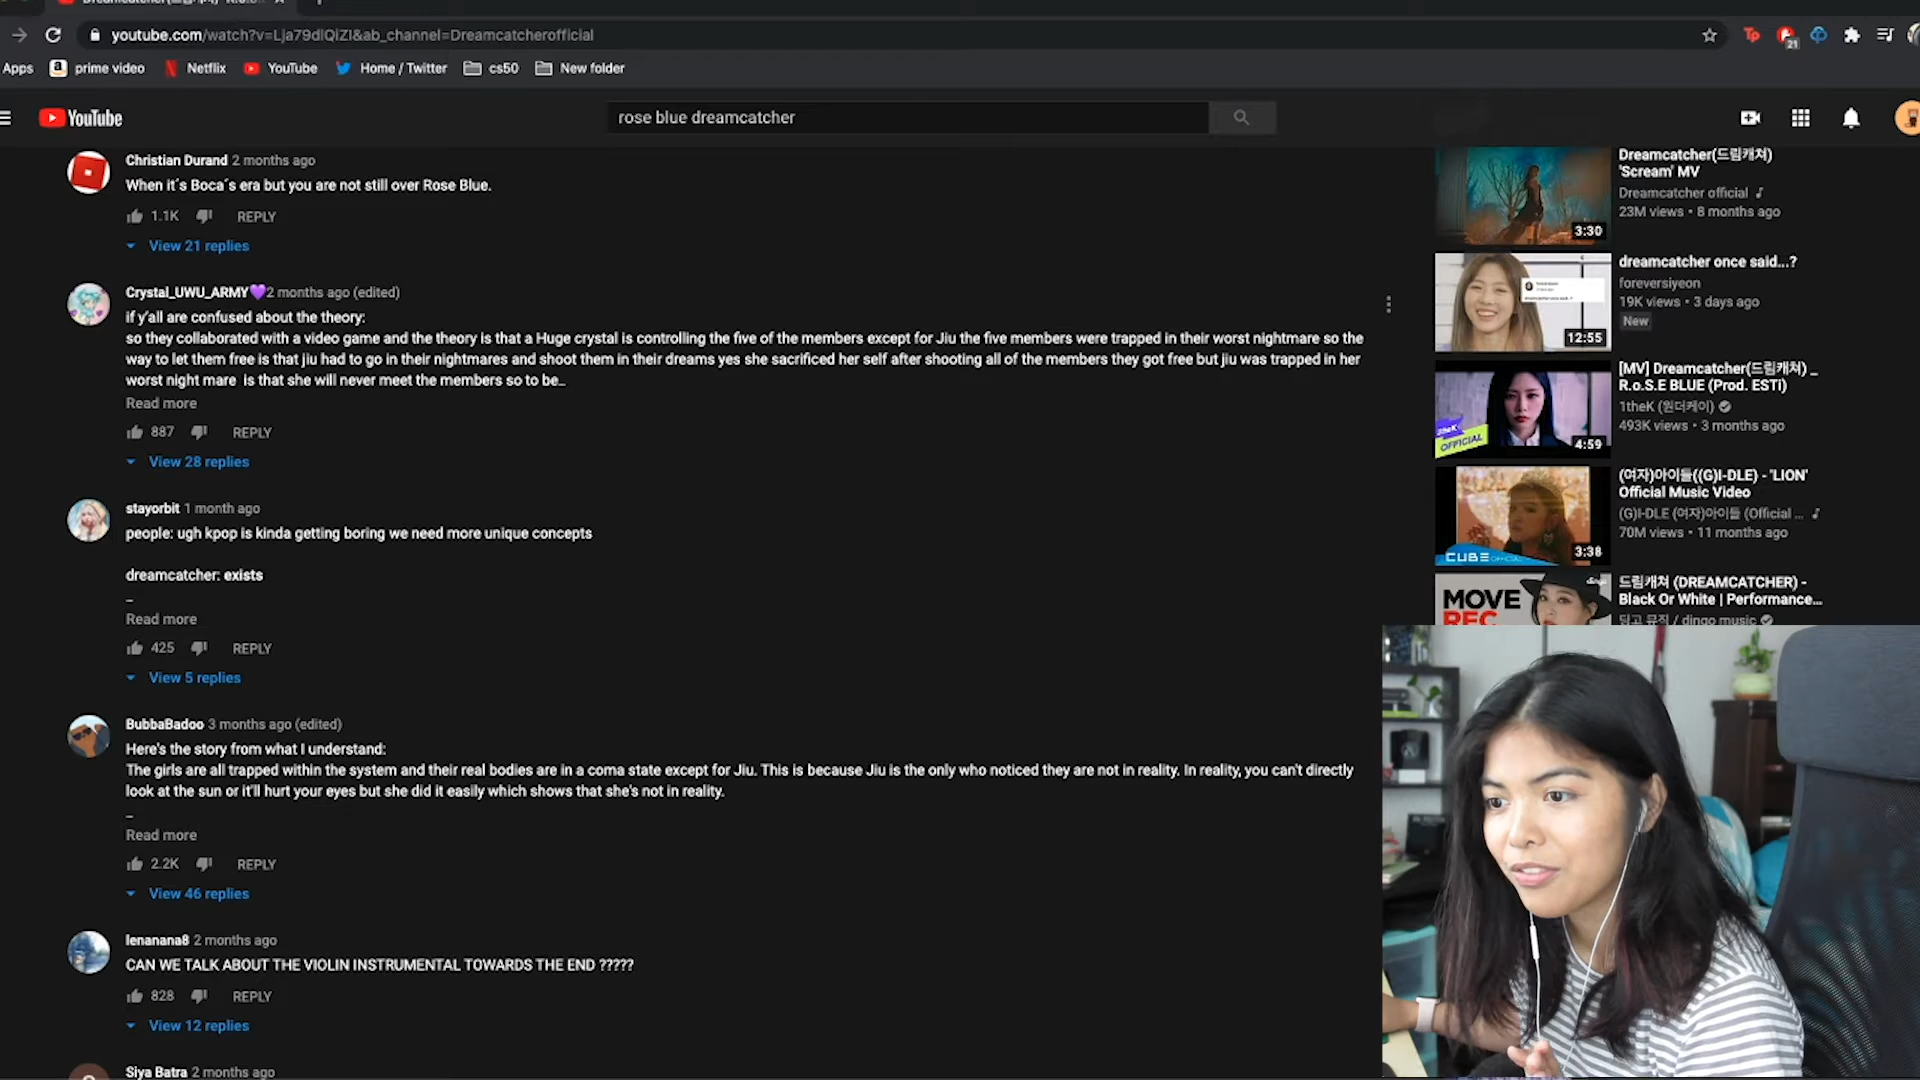 youtube.com/watch?v=Lja79dlQiZI&ab_channel=Dreamcatcherofficial
Tp
21
Apps
prime video
Netflix
YouTube
Home / Twitter
cs50
New folder
YouTube
rose blue dreamcatcher
Christian Durand 2 months ago
When it´s Boca´s era but you are not still over Rose Blue.
1.1K REPLY
View 21 replies
Crystal_UWU_ARMY💜2 months ago (edited)
if y'all are confused about the theory:
so they collaborated with a video game and the theory is that a Huge crystal is controlling the five of the members except for Jiu the five members were trapped in their worst nightmare so the
way to let them free is that jiu had to go in their nightmares and shoot them in their dreams yes she sacrificed her self after shooting all of the members they got free but jiu was trapped in her
worst night mare is that she will never meet the members so to be…
Read more
887 REPLY
View 28 replies
stayorbit 1 month ago
people: ugh kpop is kinda getting boring we need more unique concepts
dreamcatcher: exists
…
Read more
425 REPLY
View 5 replies
BubbaBadoo 3 months ago (edited)
Here's the story from what I understand:
The girls are all trapped within the system and their real bodies are in a coma state except for Jiu. This is because Jiu is the only who noticed they are not in reality. In reality, you can't directly
look at the sun or it'll hurt your eyes but she did it easily which shows that she's not in reality.
…
Read more
2.2K REPLY
View 46 replies
lenanana8 2 months ago
CAN WE TALK ABOUT THE VIOLIN INSTRUMENTAL TOWARDS THE END ?????
828 REPLY
View 12 replies
Siya Batra 2 months ago
3:30
Dreamcatcher(드림캐쳐)
'Scream' MV
Dreamcatcher official ♪
23M views • 8 months ago
12:55
dreamcatcher once said...?
foreversiyeon
19K views • 3 days ago
New
OFFICIAL
4:59
[MV] Dreamcatcher(드림캐쳐) _
R.o.S.E BLUE (Prod. ESTi)
1theK (원더케이)
493K views • 3 months ago
CUBE OFFICIAL
3:38
(여자)아이들((G)I-DLE) - 'LION'
Official Music Video
(G)I-DLE (여자)아이들 (Official ... ♪
70M views • 11 months ago
MOVE
REC
드림캐쳐 (DREAMCATCHER) -
Black Or White | Performance...
딩고 뮤직 / dingo music